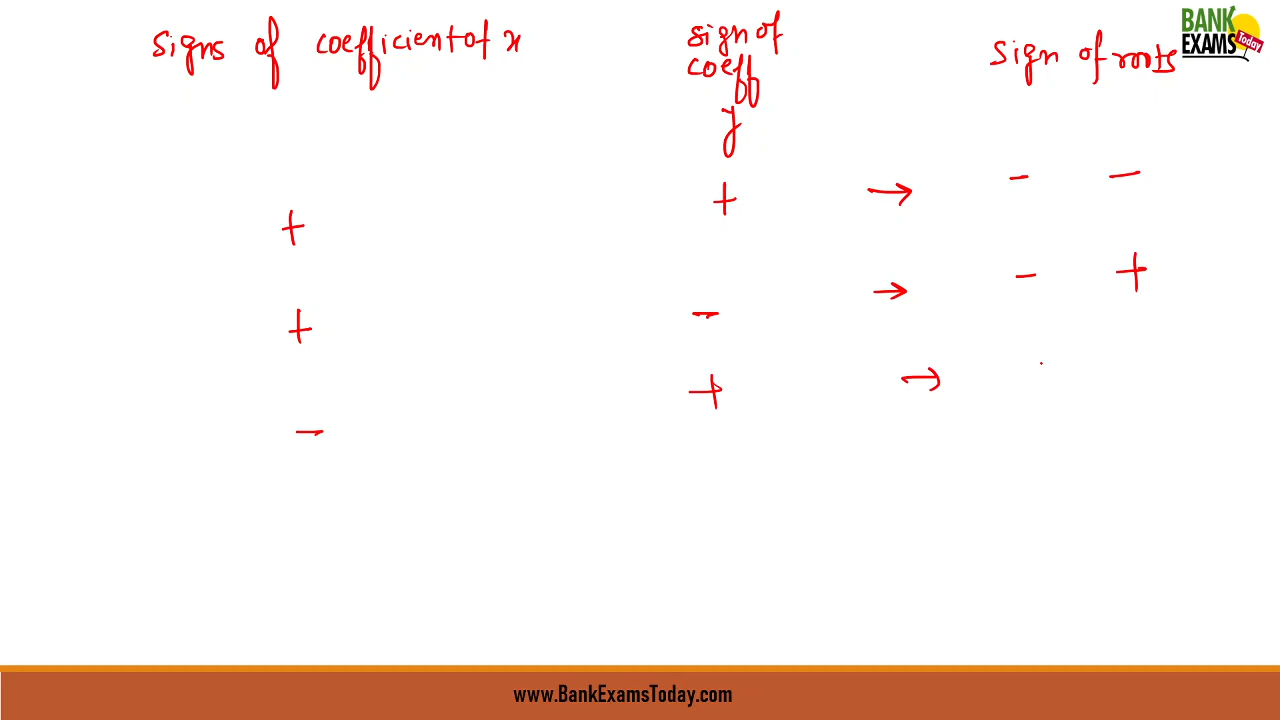 signs of coefficient of x
sign of
coeff
y
sign of roots
BANK
EXAMS Today
+ + → - -
+ - → - +
- + →
www.BankExamsToday.com